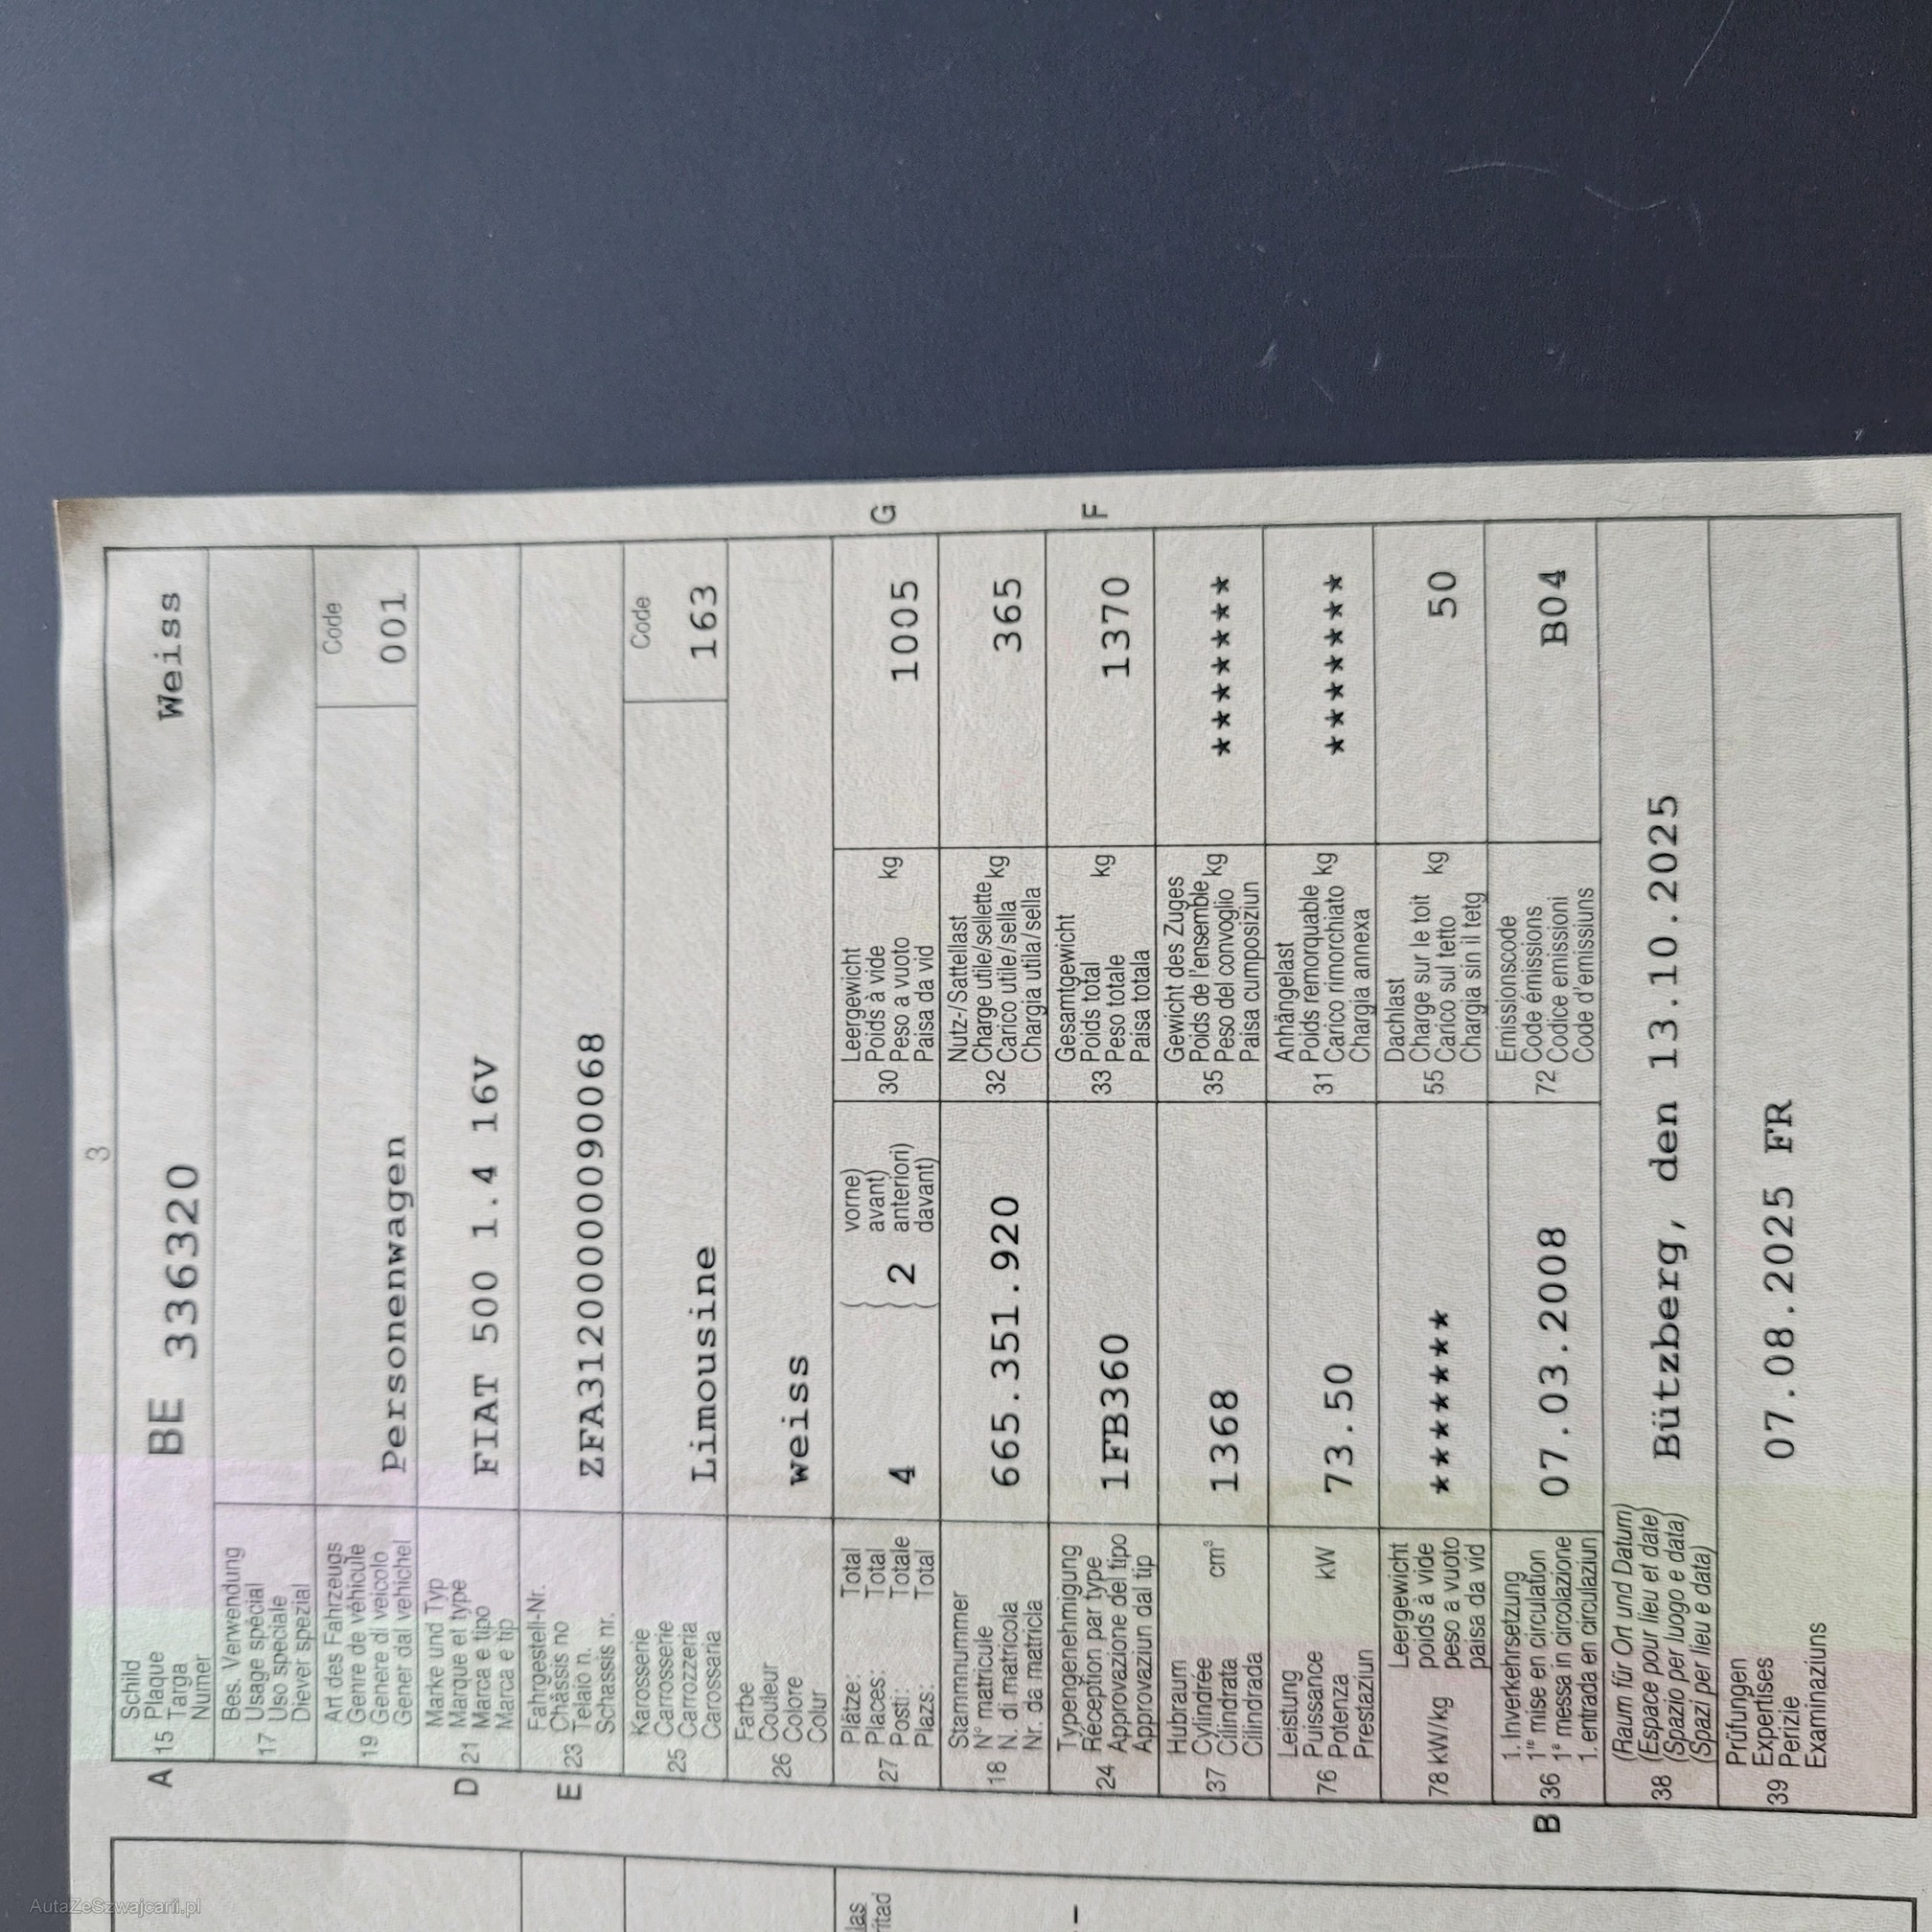 3
Schild
A 15 Plaque BE 336320 Weiss
Targa
Numer
Bes. Verwendung
17 Usage spécial
Uso speciale
Diever spezial
Art des Fahrzeugs Code
19 Genre de véhicule
Genere di veicolo
Gener dal vehichel Personenwagen 001
Marke und Typ
D 21 Marque et type
Marca e tipo FIAT 500 1.4 16V
Marca e tip
Fahrgestell-Nr.
E 23 Châssis no
Telaio n. ZFA31200000090068
Schassis nr.
Karosserie Code
25 Carrosserie
Carrozzeria
Carossaria Limousine 163
Farbe
26 Couleur
Colore weiss
Colur
Plätze: Total vorne) Leergewicht
27 Places: Total avant) 30 Poids à vide G
Posti: Totale 4 2 anteriori) Peso a vuoto kg 1005
Plazs: Total davant) Paisa da vid
Stammnummer Nutz-/Sattellast
18 N° matricule 32 Charge utile/sellette
N. di matricola 665.351.920 Carico utile/sella kg 365
Nr. da matricla Chargia utila/sella
Typengenehmigung Gesamtgewicht
24 Réception par type 33 Poids total F
Approvazione del tipo 1FB360 Peso totale kg 1370
Approvaziun dal tip Paisa totala
Hubraum Gewicht des Zuges
37 Cylindrée 35 Poids de l'ensemble
Cilindrata cm³ 1368 Peso del convoglio kg *******
Cilindrada Paisa cumposiziun
Leistung Anhängelast
76 Puissance 31 Poids remorquable
Potenza kW 73.50 Carico rimorchiato kg *******
Prestaziun Chargia annexa
Leergewicht Dachlast
78 kW/kg poids à vide 55 Charge sur le toit
peso a vuoto ******* Carico sul tetto kg 50
paisa da vid Chargia sin il tetg
1. Inverkehrsetzung Emissionscode
B 36 1re mise en circulation 72 Code émissions
1a messa in circolazione 07.03.2008 Codice emissioni B04
1. entrada en circulaziun Code d'emissiuns
(Raum für Ort und Datum)
38 (Espace pour lieu et date) Bützberg, den 13.10.2025
(Spazio per luogo e data)
(Spazi per lieu e data)
Prüfungen
39 Expertises 07.08.2025 FR
Perizie
Examinaziuns
AutaZeSzwajcarii.pl